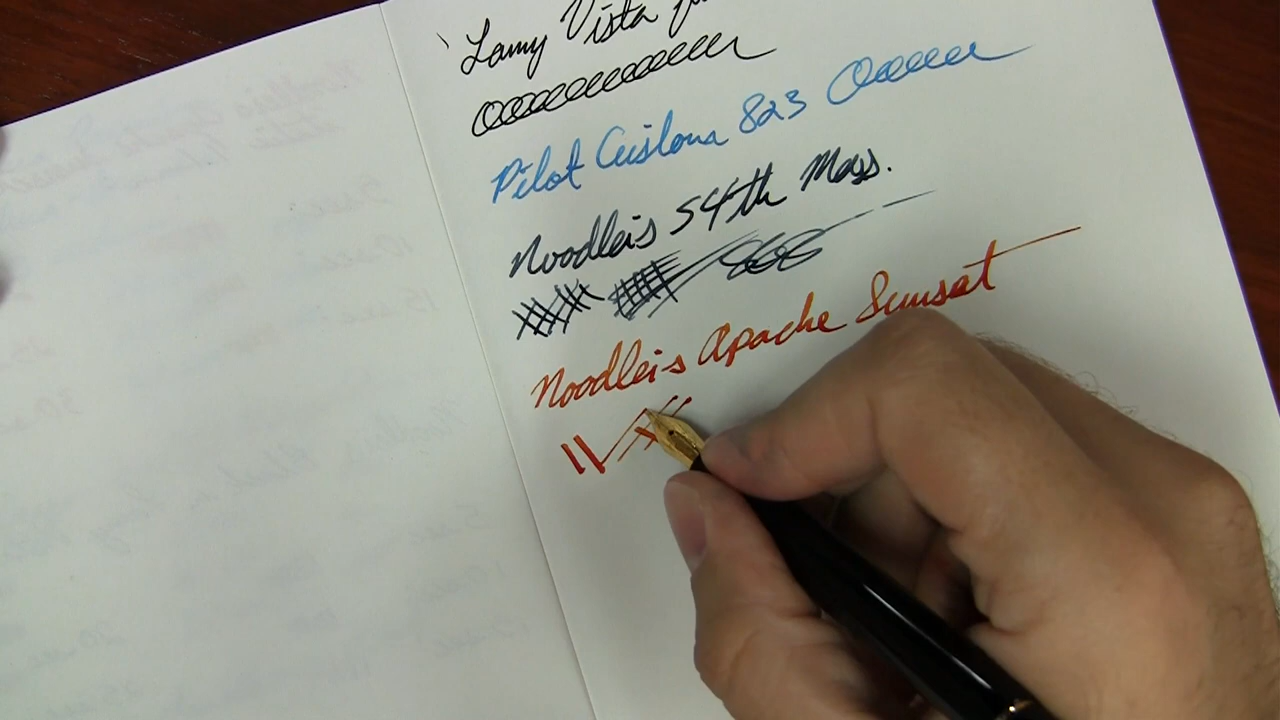 Lamy Vista
Pilot Custom 823
Noodler's 54th Mass.
Noodler's Apache Sunset